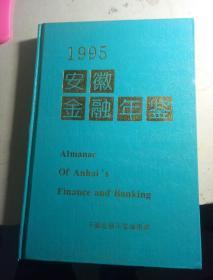 1995
安徽
金融年鉴
Almanac
Of Anhui's
Finance and Banking